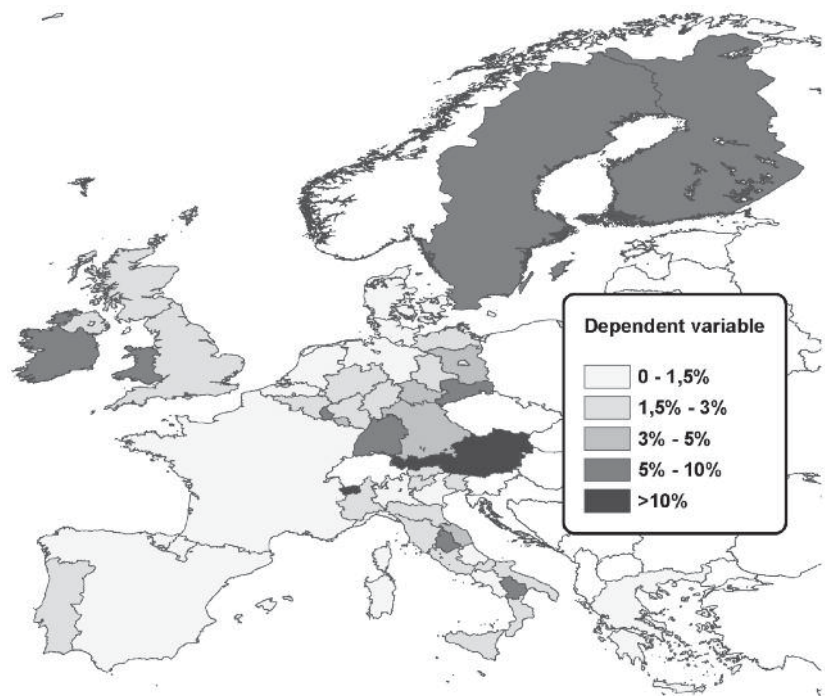 Dependent variable
0 - 1,5%
1,5% - 3%
3% - 5%
5% - 10%
>10%